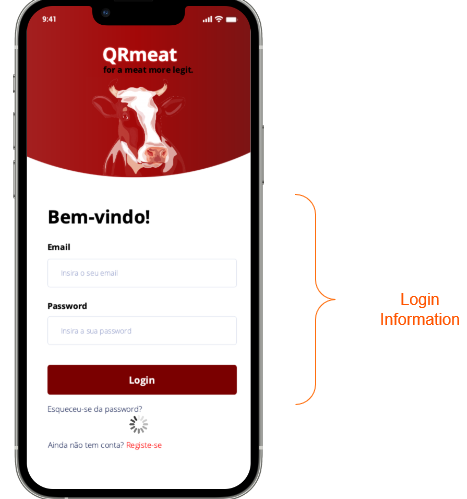 9:41
QRmeat
for a meat more legit.
Bem-vindo!
Email
Insira o seu email
Password
Insira a sua password
Login
Esqueceu-se da password?
Ainda não tem conta? Registe-se
Login
Information